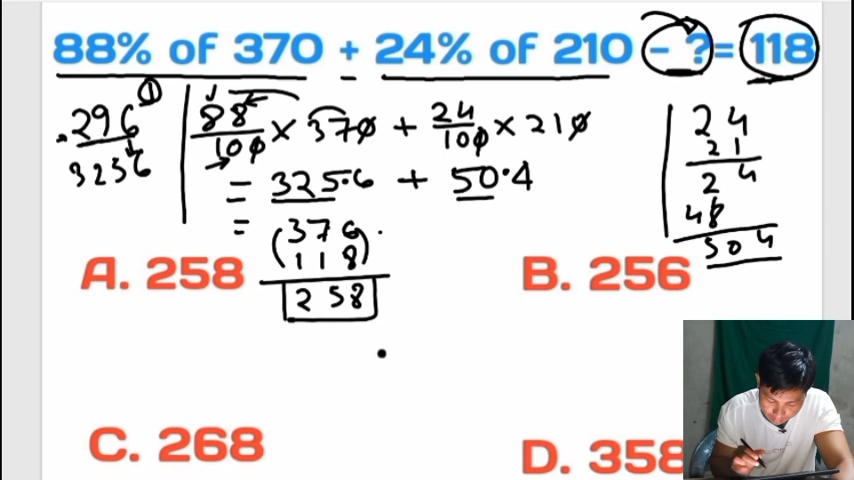 88% of 370 + 24% of 210 - ? = 118
296 ①
3256
88/100 × 370 + 24/100 × 210
= 325.6 + 50.4
=
376
118
258
24
21
24
48
504
A. 258
B. 256
C. 268
D. 358